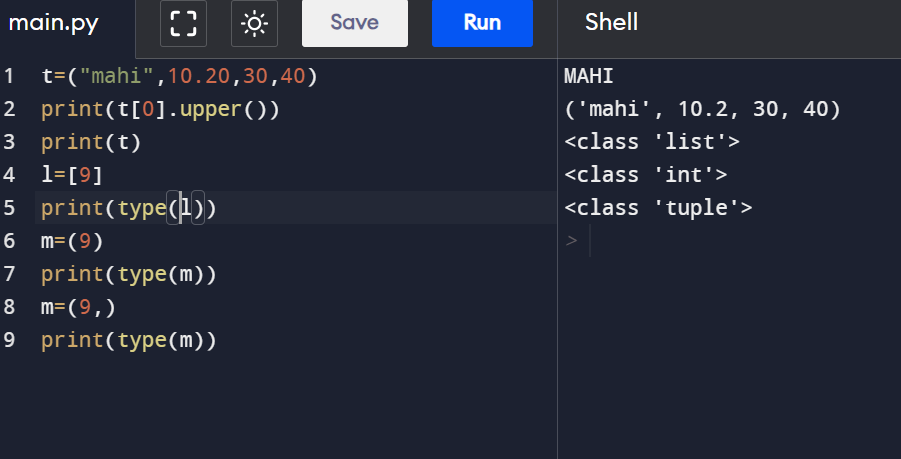 main.py
Save
Run
Shell
1 t=("mahi",10.20,30,40)
2 print(t[0].upper())
3 print(t)
4 l=[9]
5 print(type(l))
6 m=(9)
7 print(type(m))
8 m=(9,)
9 print(type(m))
MAHI
('mahi', 10.2, 30, 40)
<class 'list'>
<class 'int'>
<class 'tuple'>
>